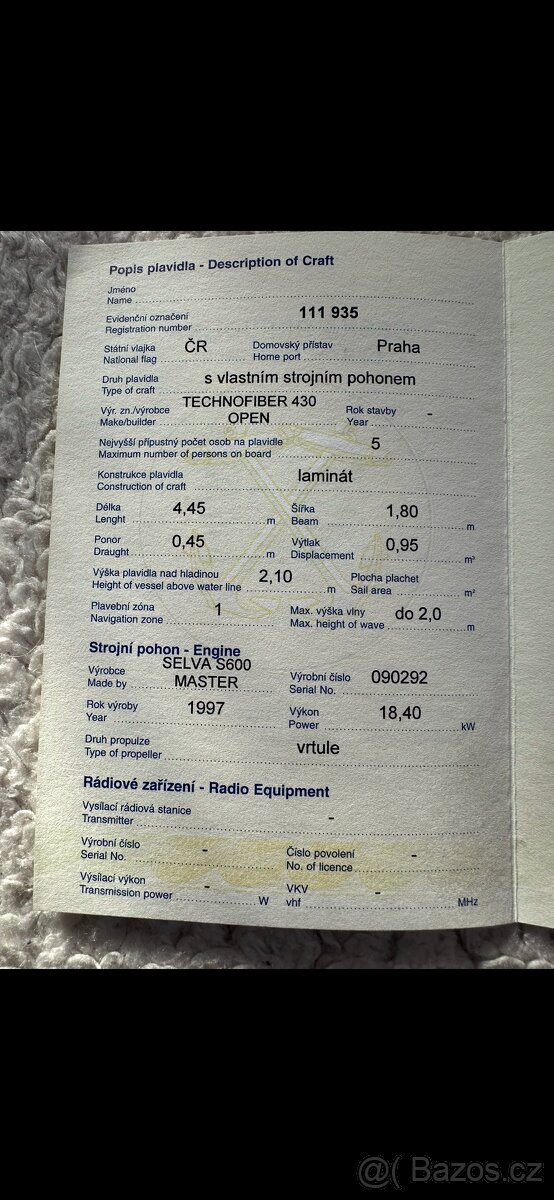 Popis plavidla - Description of Craft
Jméno
Name
Evidenční označení 111 935
Registration number
Státní vlajka ČR Domovský přístav Praha
National flag Home port
Druh plavidla s vlastním strojním pohonem
Type of craft
Výr. zn./výrobce TECHNOFIBER 430 Rok stavby -
Make/builder OPEN Year
Nejvyšší přípustný počet osob na plavidle 5
Maximum number of persons on board
Konstrukce plavidla laminát
Construction of craft
Délka 4,45 Šířka 1,80
Lenght m Beam m
Ponor 0,45 Výtlak 0,95
Draught m Displacement m³
Výška plavidla nad hladinou 2,10 Plocha plachet
Height of vessel above water line m Sail area m²
Plavební zóna 1 Max. výška vlny do 2,0
Navigation zone Max. height of wave m
Strojní pohon - Engine
Výrobce SELVA S600 Výrobní číslo 090292
Made by MASTER Serial No.
Rok výroby 1997 Výkon 18,40
Year Power kW
Druh propulze vrtule
Type of propeller
Rádiové zařízení - Radio Equipment
Vysílací rádiová stanice -
Transmitter
Výrobní číslo - Číslo povolení -
Serial No. No. of licence
Vysílací výkon - VKV -
Transmission power W vhf MHz
@( Bazos.cz